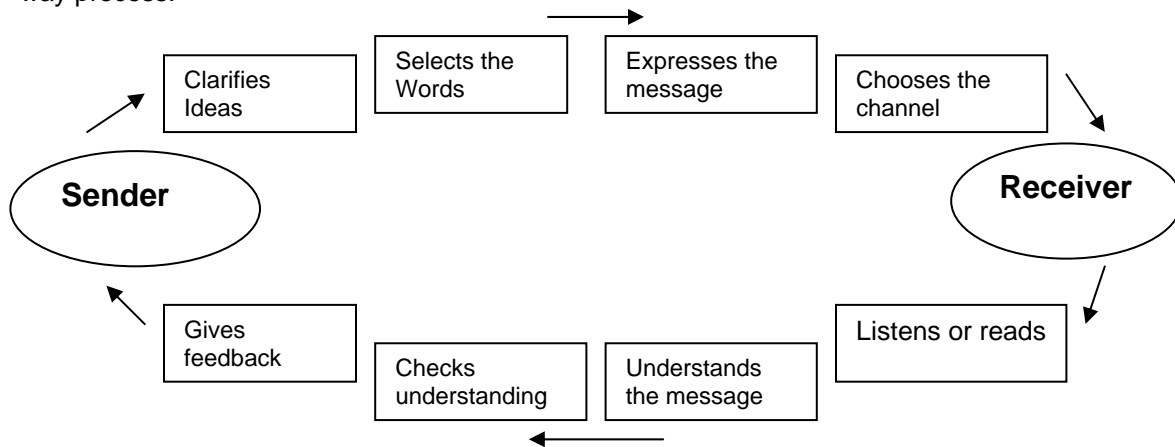 way process.
Clarifies
Ideas
Selects the
Words
Expresses the
message
Chooses the
channel
Sender
Receiver
Listens or reads
Understands
the message
Checks
understanding
Gives
feedback